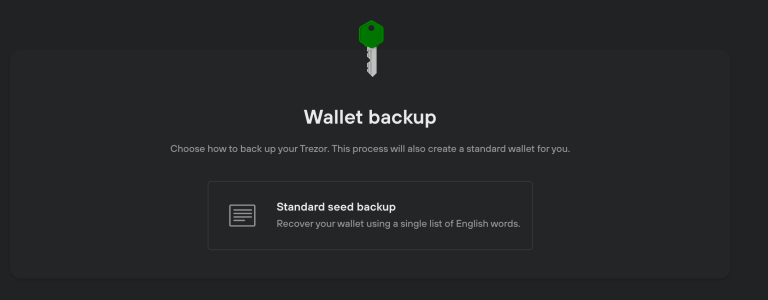 Wallet backup
Choose how to back up your Trezor. This process will also create a standard wallet for you.
Standard seed backup
Recover your wallet using a single list of English words.